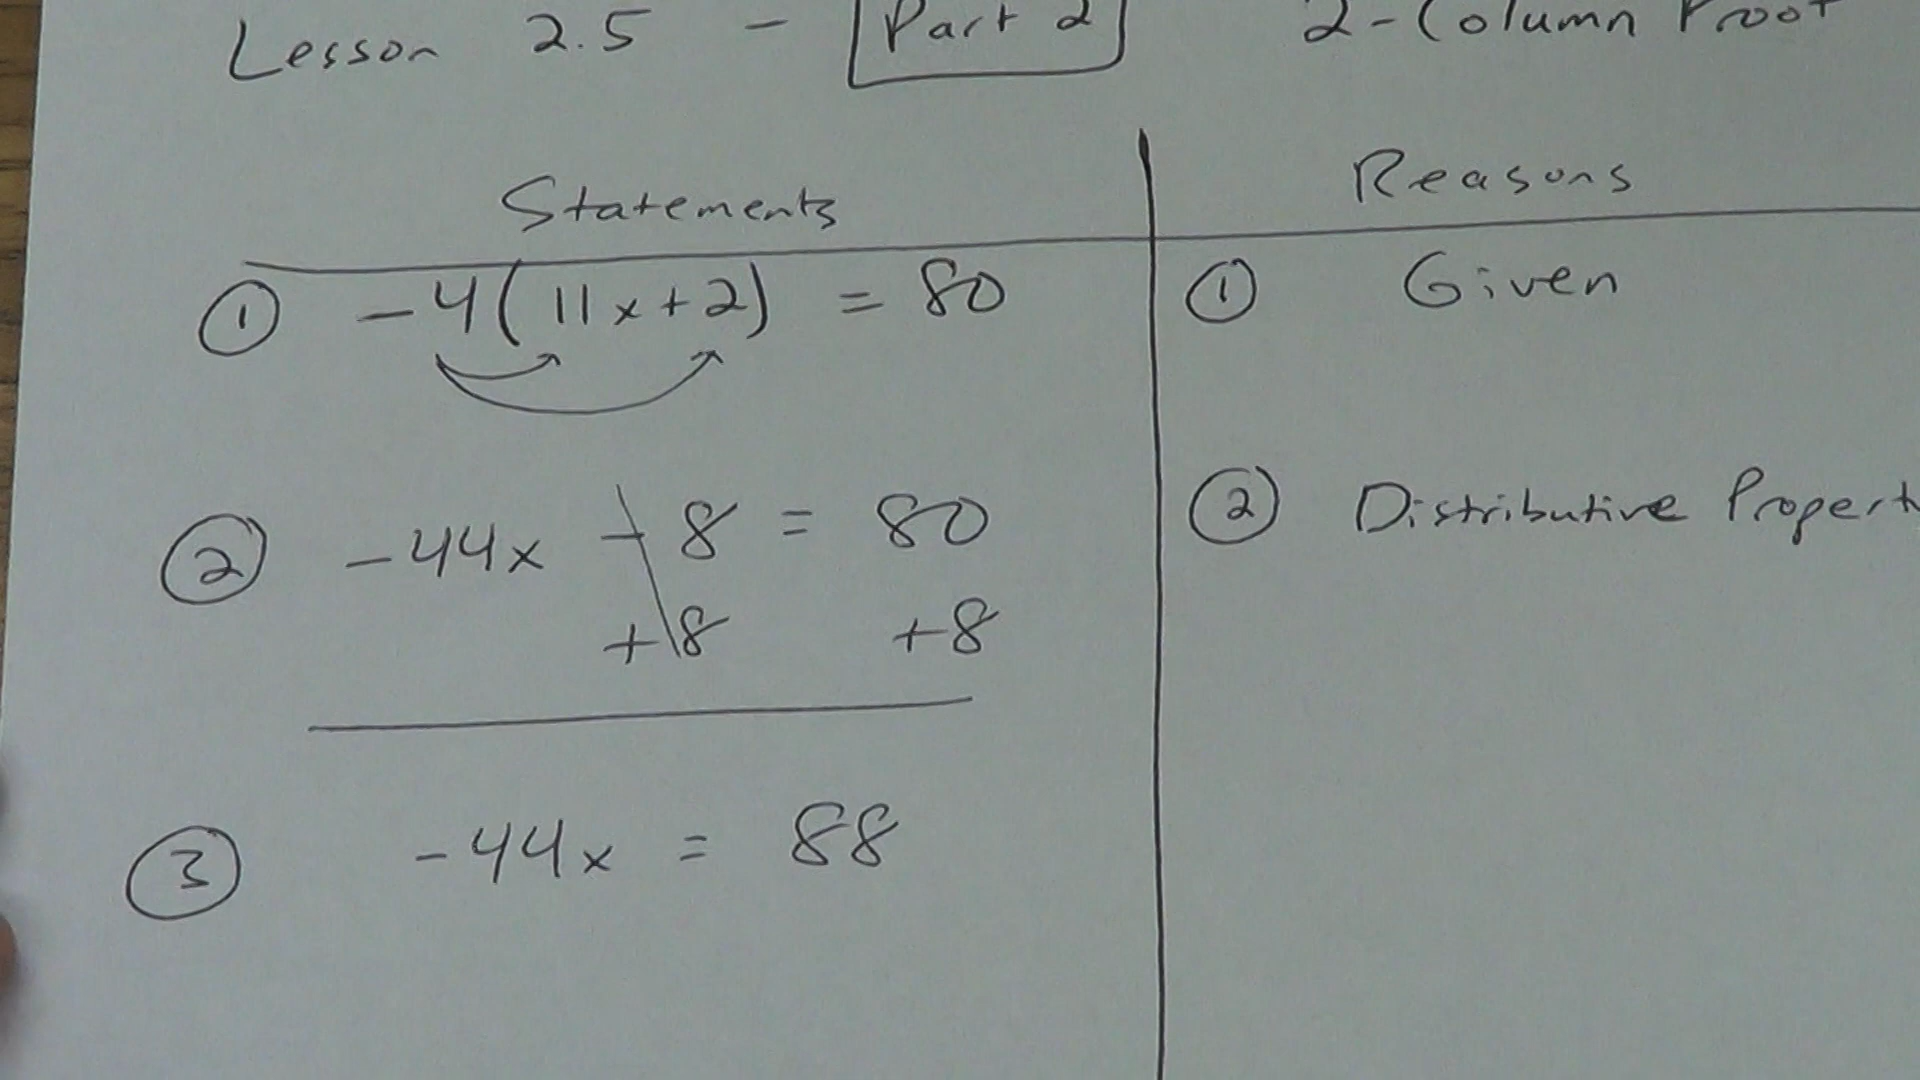 Lesson 2.5 - Part 2 2-Column Proof
Statements Reasons
① -4(11x+2) = 80 ① Given
② -44x - 8 = 80 ② Distributive Propert
+8 +8
③ -44x = 88